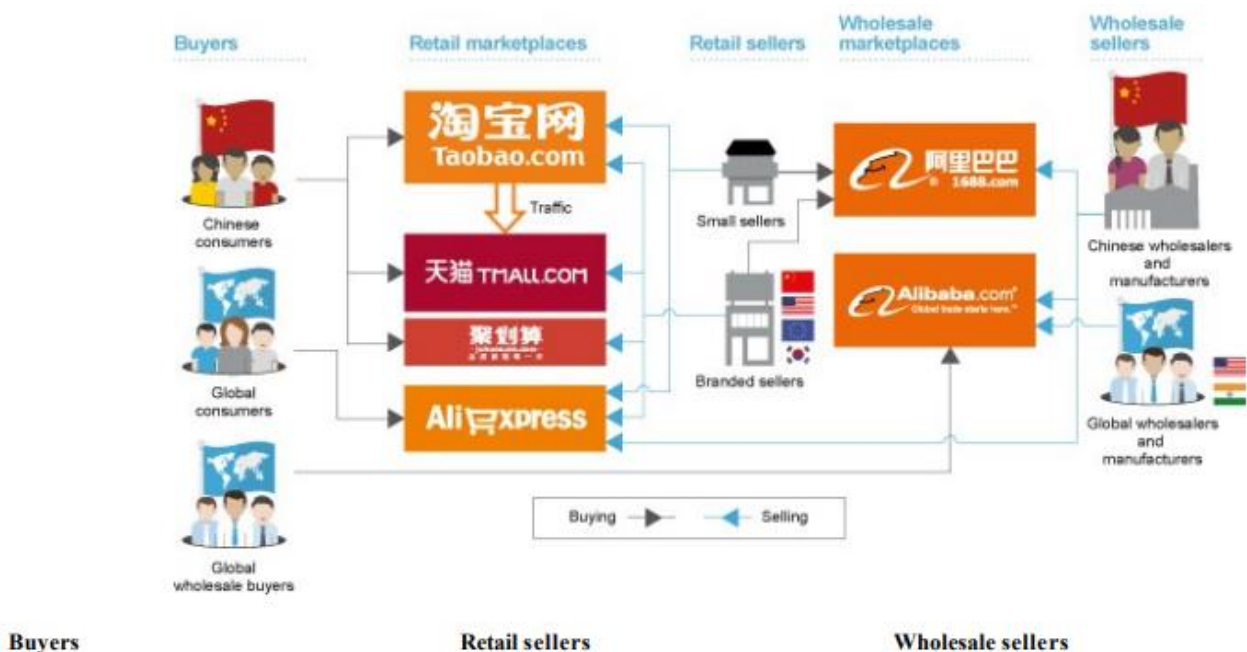 Buyers
Retail marketplaces
Retail sellers
Wholesale
marketplaces
Wholesale
sellers
淘宝网
Taobao.com
Traffic
天猫 TMALL.COM
聚划算
AliExpress
Chinese
consumers
Global
consumers
Global
wholesale buyers
Small sellers
Branded sellers
阿里巴巴
® 1688.com
Alibaba.com®
Global trade starts here.™
Chinese wholesalers
and
manufacturers
Global wholesalers
and
manufacturers
Buying
Selling
Buyers
Retail sellers
Wholesale sellers